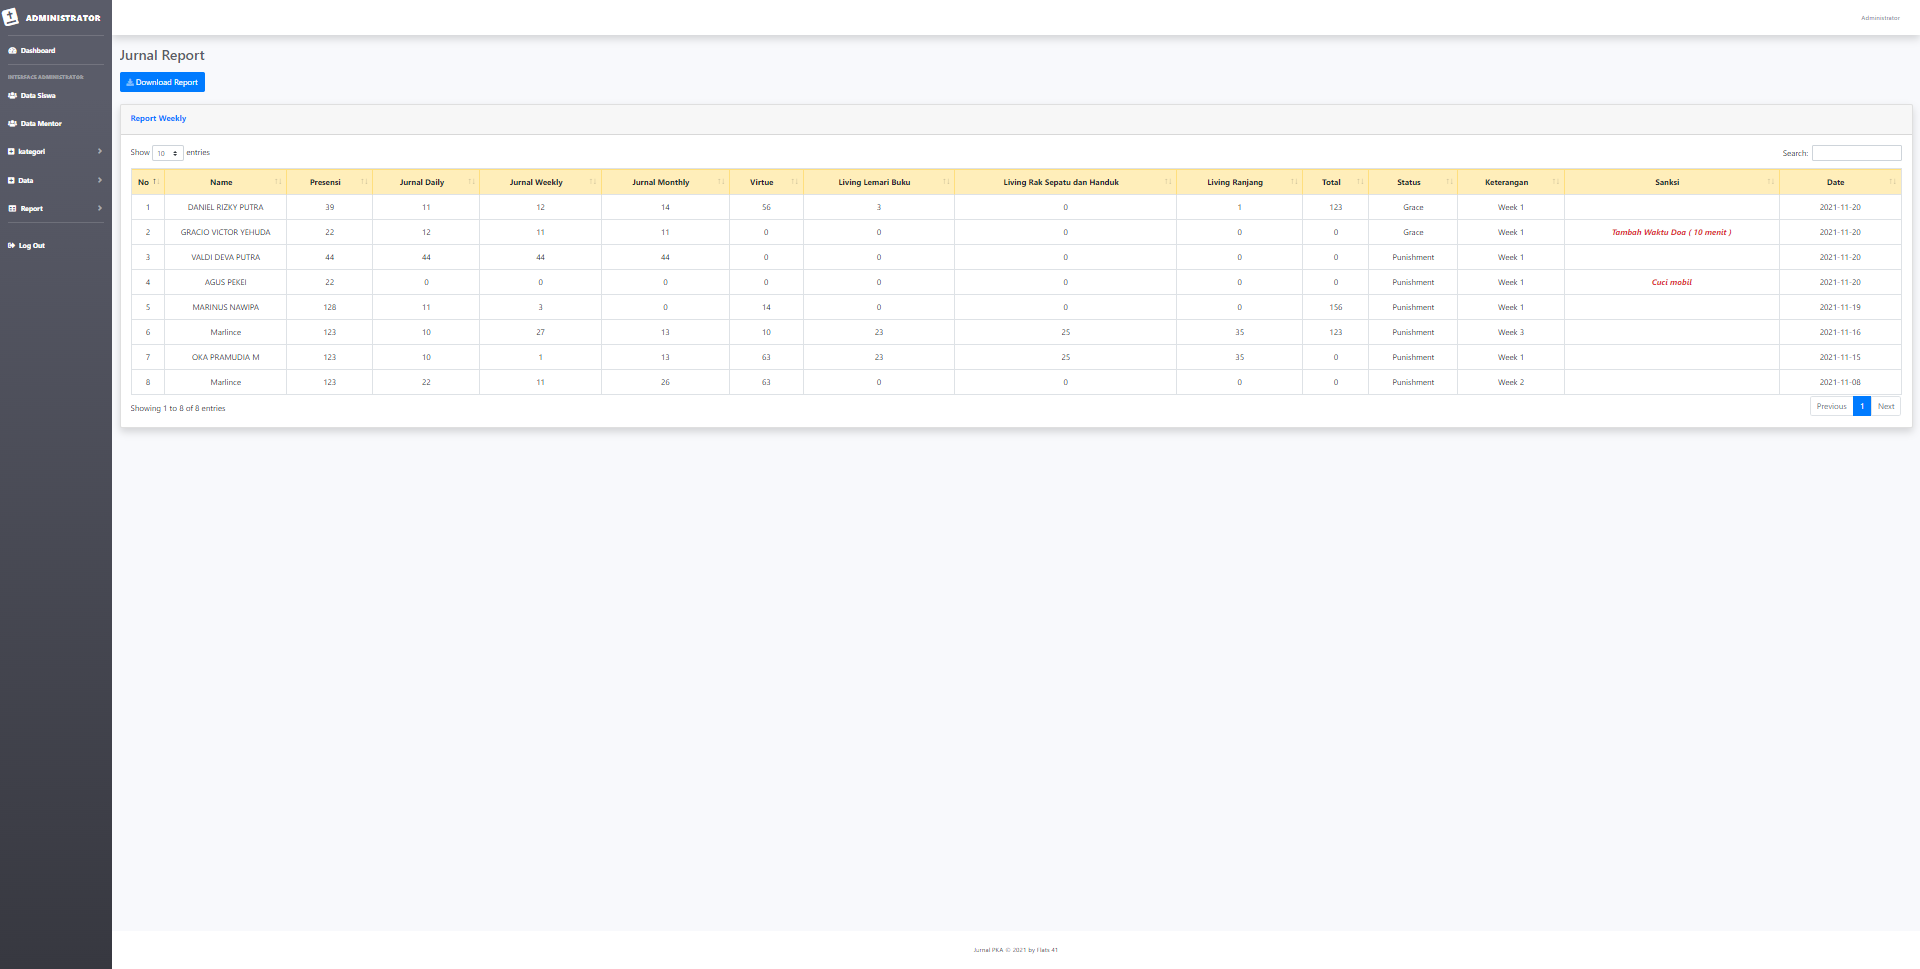 ADMINISTRATOR
Administrator
Dashboard
INTERFACE ADMINISTRATOR
Data Siswa
Data Mentor
kategori
Data
Report
Log Out
Jurnal Report
Download Report
Report Weekly
Show 10 entries
Search:
No Name Presensi Jurnal Daily Jurnal Weekly Jurnal Monthly Virtue Living Lemari Buku Living Rak Sepatu dan Handuk Living Ranjang Total Status Keterangan Sanksi Date
1 DANIEL RIZKY PUTRA 39 11 12 14 56 3 0 1 123 Grace Week 1 2021-11-20
2 GRACIO VICTOR YEHUDA 22 12 11 11 0 0 0 0 0 Grace Week 1 Tambah Waktu Doa ( 10 menit ) 2021-11-20
3 VALDI DEVA PUTRA 44 44 44 44 0 0 0 0 0 Punishment Week 1 2021-11-20
4 AGUS PEKEI 22 0 0 0 0 0 0 0 0 Punishment Week 1 Cuci mobil 2021-11-20
5 MARINUS NAWIPA 128 11 3 0 14 0 0 0 156 Punishment Week 1 2021-11-19
6 Marlince 123 10 27 13 10 23 25 35 123 Punishment Week 3 2021-11-16
7 OKA PRAMUDIA M 123 10 1 13 63 23 25 35 0 Punishment Week 1 2021-11-15
8 Marlince 123 22 11 26 63 0 0 0 0 Punishment Week 2 2021-11-08
Showing 1 to 8 of 8 entries
Previous 1 Next
Jurnal PKA © 2021 by Flats 41